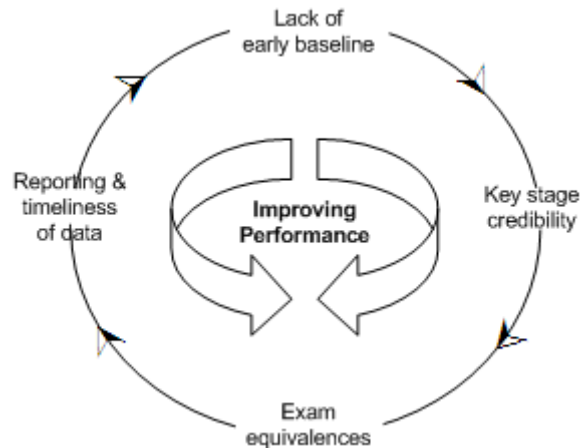 Lack of
early baseline
Key stage
credibility
Exam
equivalences
Reporting &
timeliness
of data
Improving
Performance